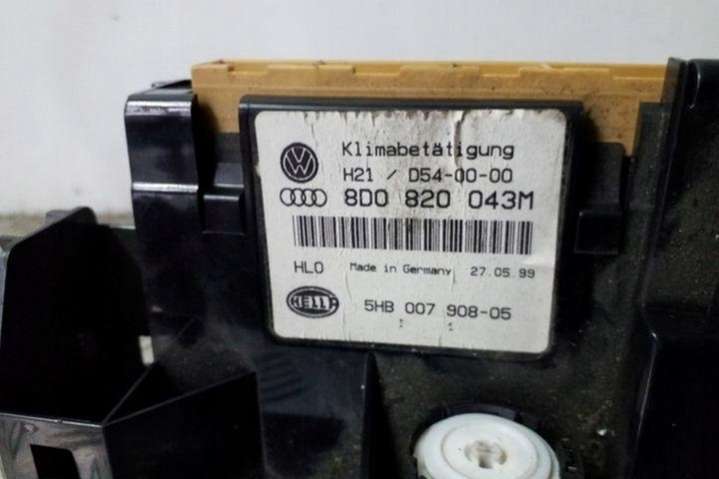 Klimabetätigung
H21 / D54-00-00
8D0 820 043M
HLO Made in Germany 27.05.99
HELLA 5HB 007 908-05